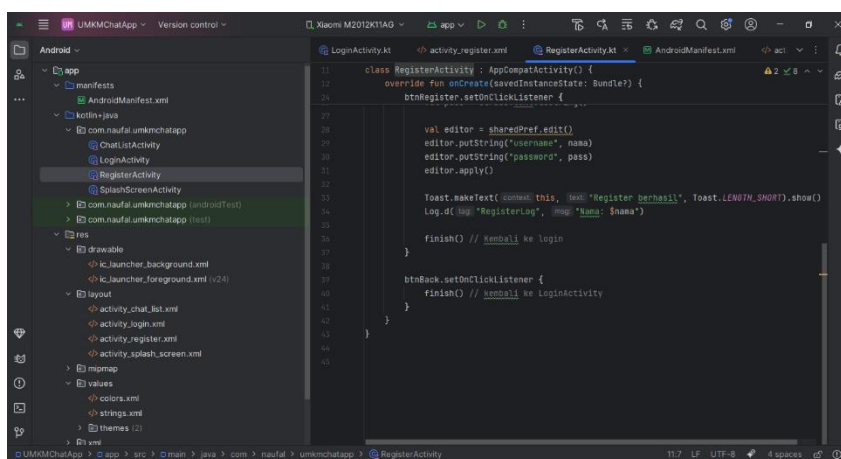 UM UMKMChatApp Version control
Xiaomi M2012K11AG app
Android
LoginActivity.kt activity_register.xml RegisterActivity.kt AndroidManifest.xml
app
manifests
AndroidManifest.xml
kotlin+java
com.naufal.umkmchatapp
ChatListActivity
LoginActivity
RegisterActivity
SplashScreenActivity
com.naufal.umkmchatapp (androidTest)
com.naufal.umkmchatapp (test)
res
drawable
ic_launcher_background.xml
ic_launcher_foreground.xml (v24)
layout
activity_chat_list.xml
activity_login.xml
activity_register.xml
activity_splash_screen.xml
mipmap
values
colors.xml
strings.xml
themes (2)
xml
11 class RegisterActivity : AppCompatActivity() {
12 override fun onCreate(savedInstanceState: Bundle?) {
24 btnRegister.setOnClickListener {
27
28 val editor = sharedPref.edit()
29 editor.putString("username", nama)
30 editor.putString("password", pass)
31 editor.apply()
32
33 Toast.makeText( context: this, text: "Register berhasil", Toast.LENGTH_SHORT).show()
34 Log.d( tag: "RegisterLog", msg: "Nama: $nama")
35
36 finish() // Kembali ke login
37 }
38
39 btnBack.setOnClickListener {
40 finish() // kembali ke LoginActivity
41 }
42 }
43 }
44
45
2 8
UMKMChatApp > app > src > main > java > com > naufal > umkmchatapp > RegisterActivity
11:7 LF UTF-8 4 spaces